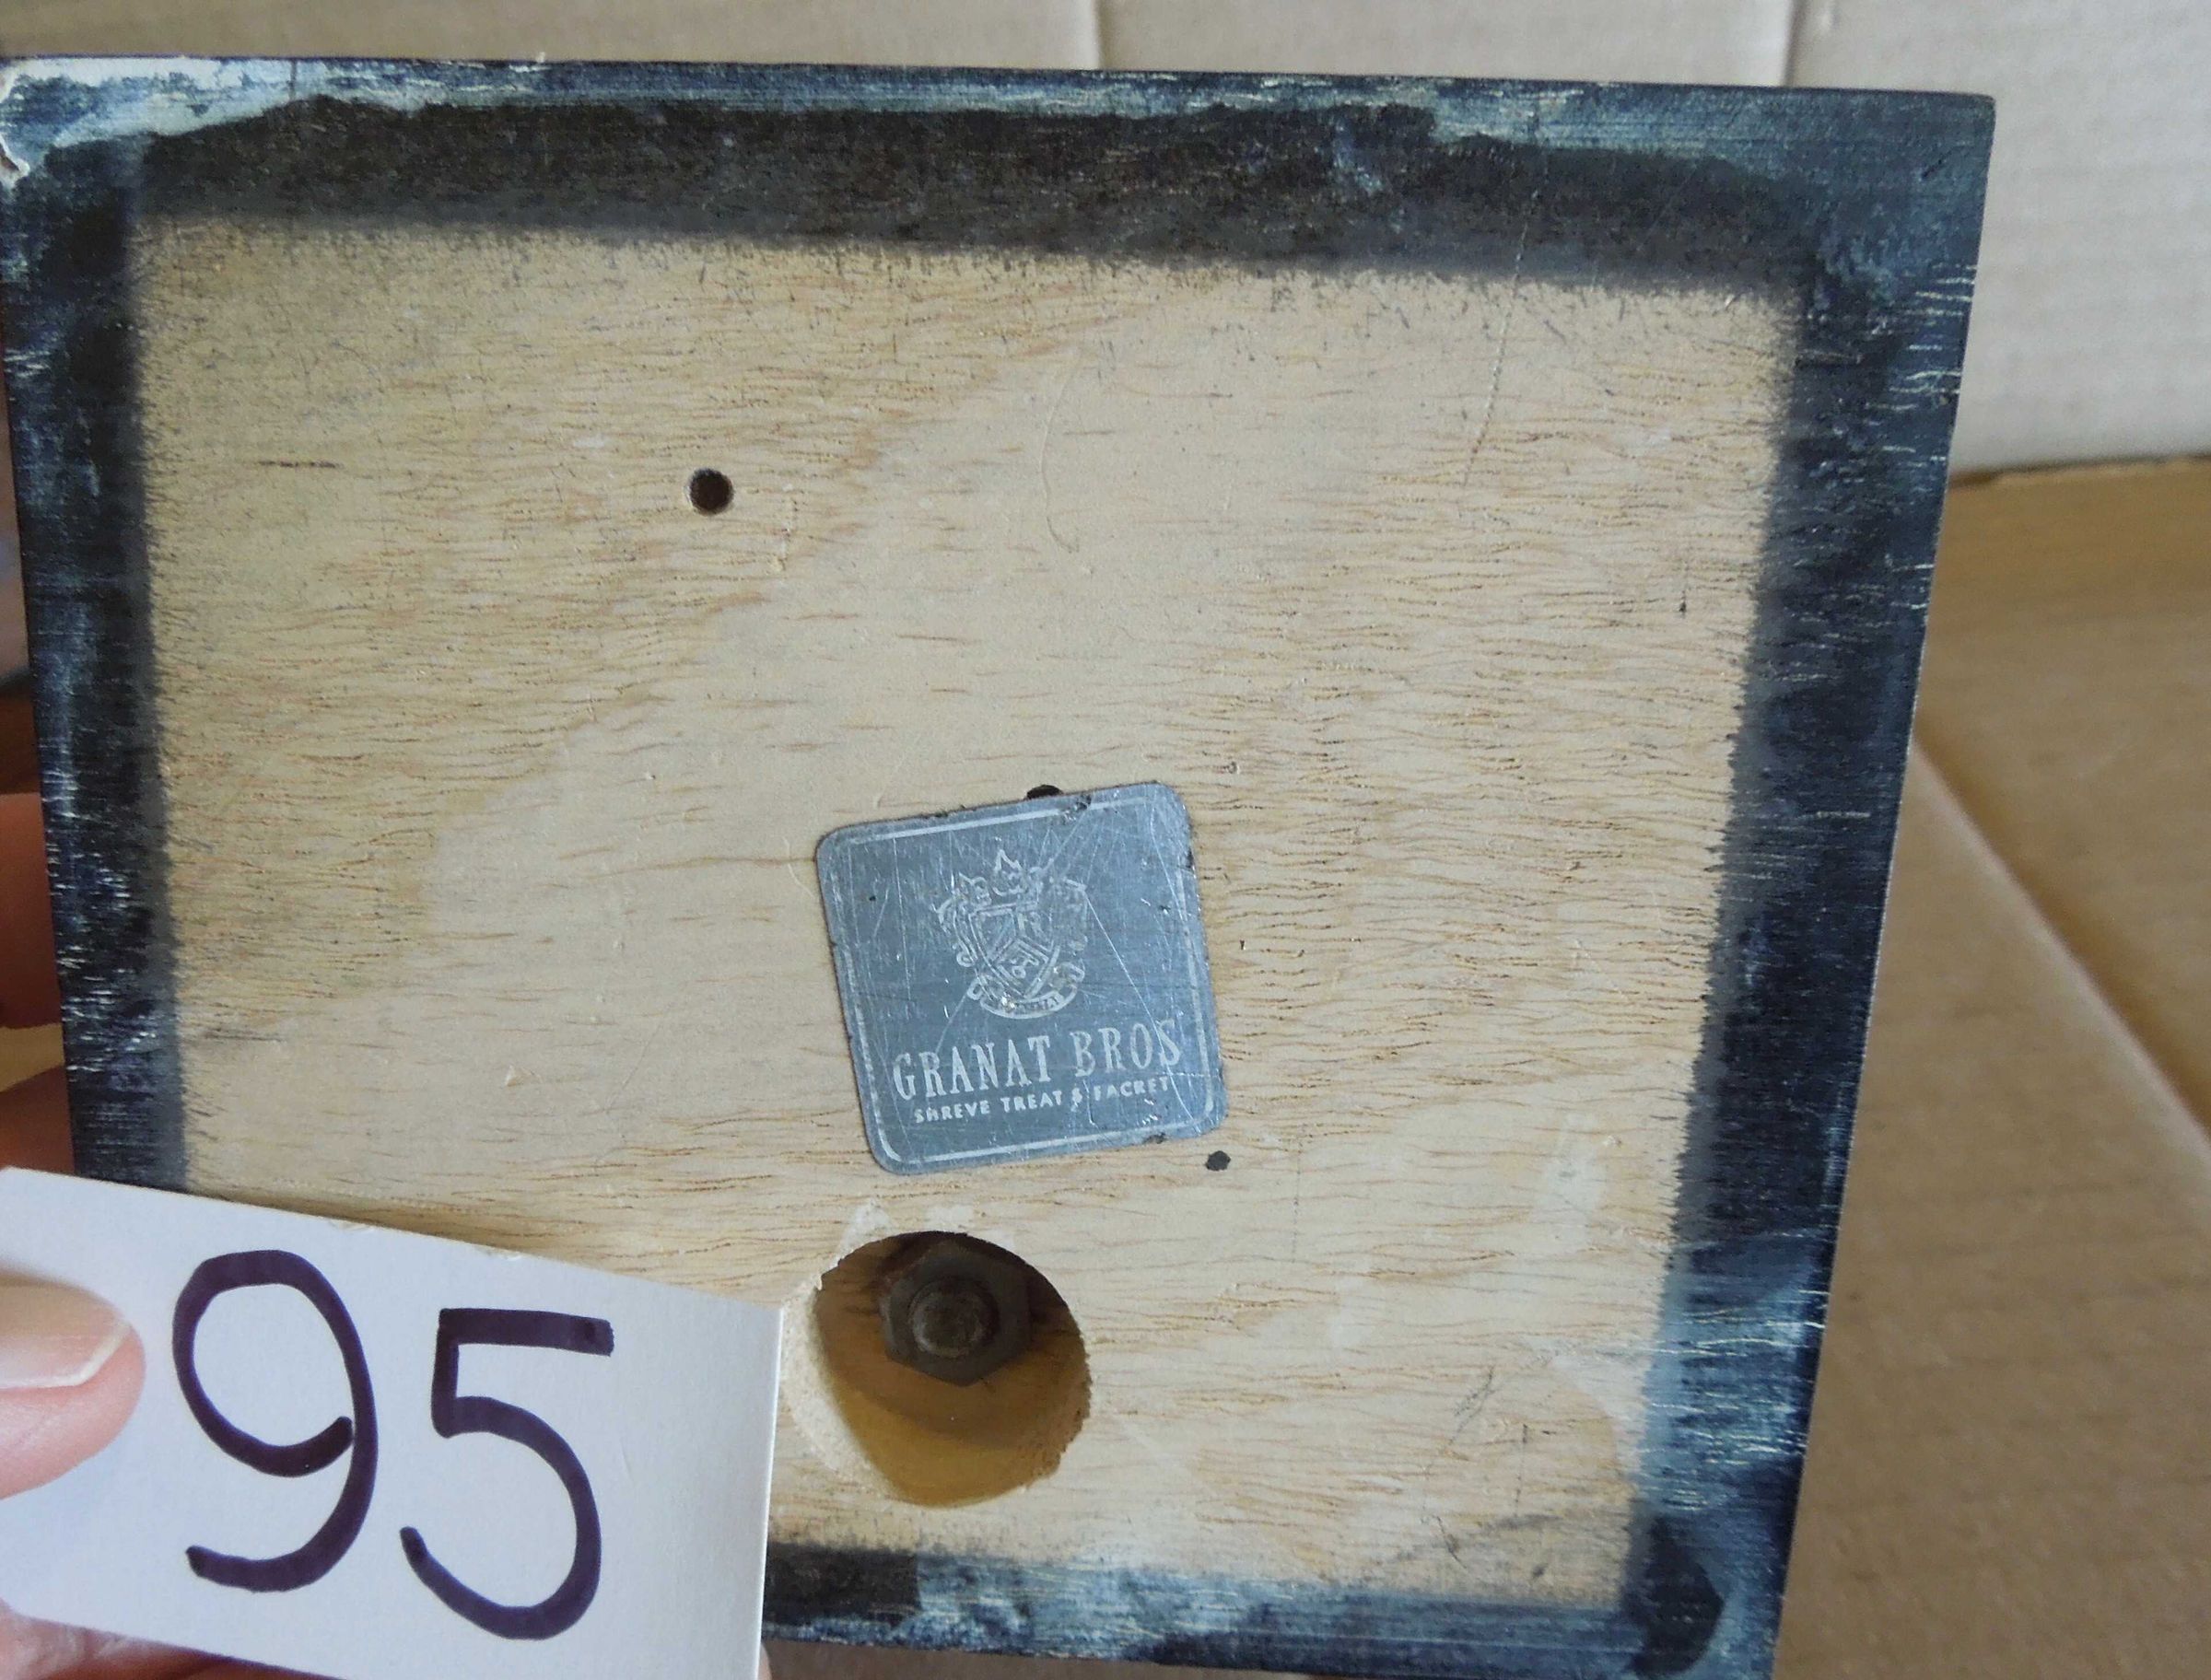 GRANAT BROS
SHREVE TREAT & EACRET
95